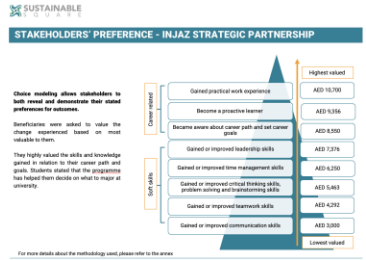 SUSTAINABLE
SQUARE
STAKEHOLDERS' PREFERENCE - INJAZ STRATEGIC PARTNERSHIP
Choice modeling allows stakeholders to
both reveal and demonstrate their stated
preferences for outcomes.
Beneficiaries were asked to value the
change experienced based on most
valuable to them.
They highly valued the skills and knowledge
gained in relation to their career path and
goals. Students stated that the programme
has helped them decide on what to major at
university.
Career related
Soft skills
Highest valued
Gained practical work experience
AED 10,700
Become a proactive learner
AED 9,356
Became aware about career path and set career
goals
AED 8,550
Gained or improved leadership skills
AED 7,376
Gained or improved time management skills
AED 6,250
Gained or improved critical thinking skills,
problem solving and brainstorming skills
AED 5,463
Gained or improved teamwork skills
AED 4,292
Gained or improved communication skills
AED 3,000
Lowest valued
For more details about the methodology used, please refer to the annex